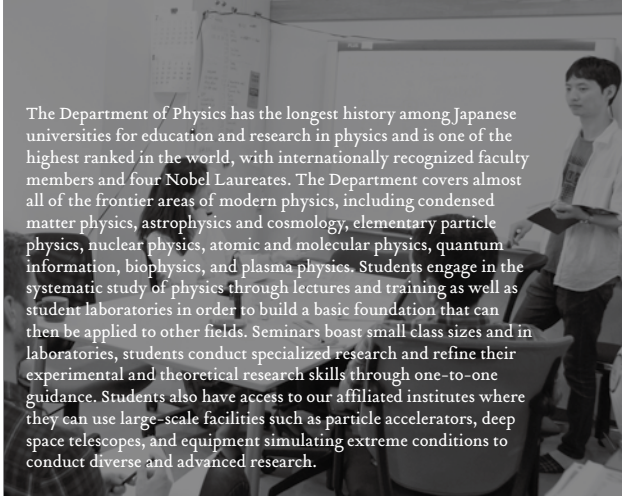 The Department of Physics has the longest history among Japanese
universities for education and research in physics and is one of the
highest ranked in the world, with internationally recognized faculty
members and four Nobel Laureates. The Department covers almost
all of the frontier areas of modern physics, including condensed
matter physics, astrophysics and cosmology, elementary particle
physics, nuclear physics, atomic and molecular physics, quantum
information, biophysics, and plasma physics. Students engage in the
systematic study of physics through lectures and training as well as
student laboratories in order to build a basic foundation that can
then be applied to other fields. Seminars boast small class sizes and in
laboratories, students conduct specialized research and refine their
experimental and theoretical research skills through one-to-one
guidance. Students also have access to our affiliated institutes where
they can use large-scale facilities such as particle accelerators, deep
space telescopes, and equipment simulating extreme conditions to
conduct diverse and advanced research.